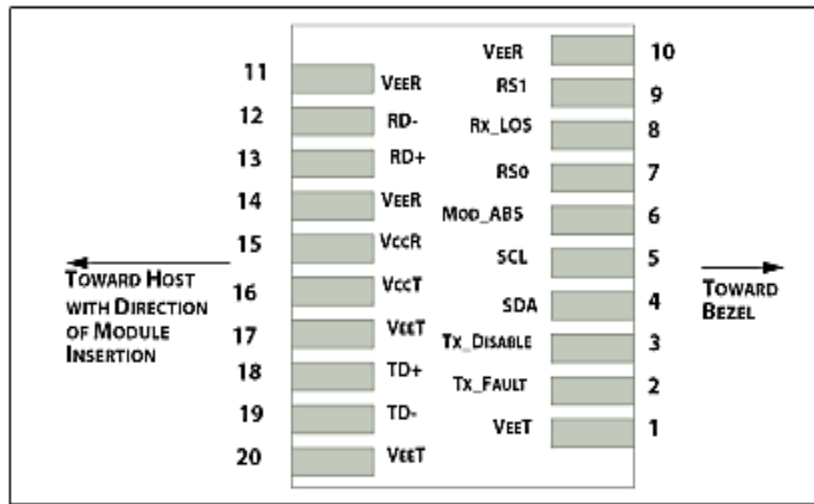 VEER 10
11 VEER
RS1 9
12 RD-
RX_LOS 8
13 RD+
RS0 7
14 VEER
MOD_ABS 6
15 VCCR
SCL 5
TOWARD HOST
WITH DIRECTION
OF MODULE
INSERTION
16 VCCT
SDA 4
TOWARD
BEZEL
17 VEET
TX_DISABLE 3
18 TD+
TX_FAULT 2
19 TD-
VEET 1
20 VEET